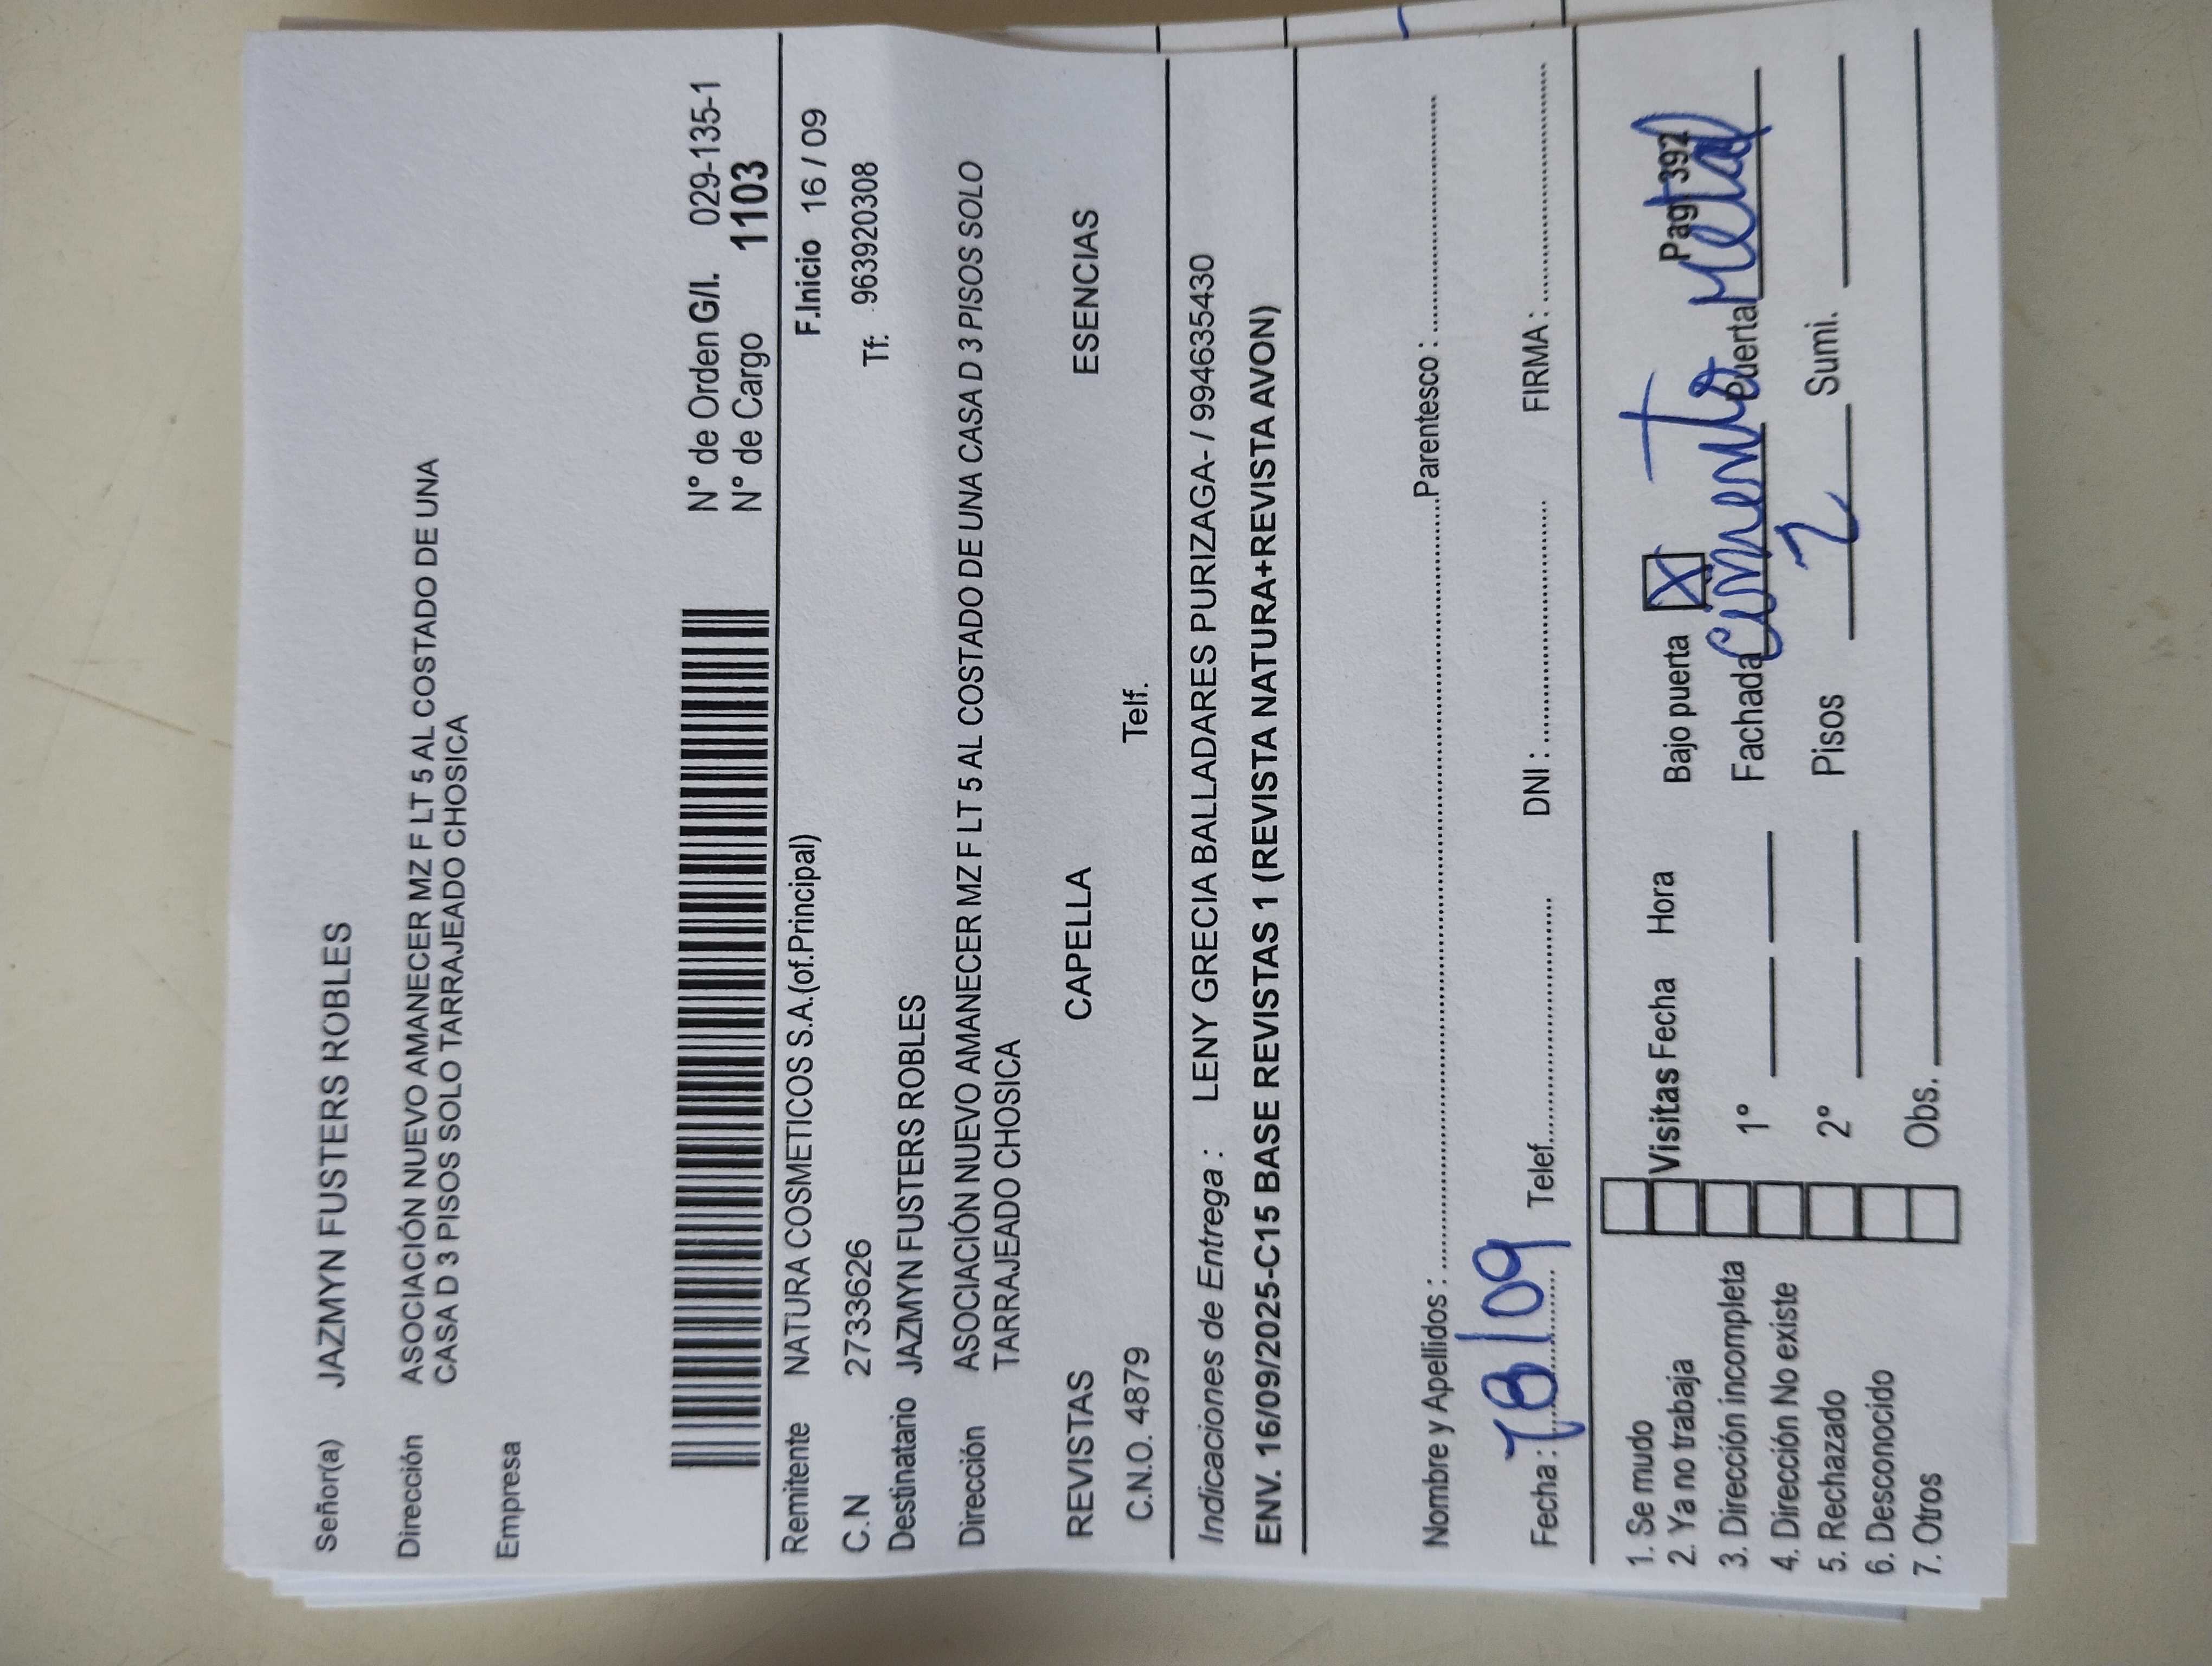 Señor(a) JAZMYN FUSTERS ROBLES
Dirección ASOCIACIÓN NUEVO AMANECER MZ F LT 5 AL COSTADO DE UNA
CASA D 3 PISOS SOLO TARRAJEADO CHOSICA
Empresa
N° de Orden G/I. 029-135-1
N° de Cargo 1103
Remitente NATURA COSMETICOS S.A.(of.Principal) F.Inicio 16 / 09
C.N 27336626 Tf: 963920308
Destinatario JAZMYN FUSTERS ROBLES
Dirección ASOCIACIÓN NUEVO AMANECER MZ F LT 5 AL COSTADO DE UNA CASA D 3 PISOS SOLO
TARRAJEADO CHOSICA
REVISTAS CAPELLA ESENCIAS
C.N.O. 4879 Telf.
Indicaciones de Entrega : LENY GRECIA BALLADARES PURIZAGA- / 994635430
ENV. 16/09/2025-C15 BASE REVISTAS 1 (REVISTA NATURA+REVISTA AVON)
Nombre y Apellidos : Parentesco :
Fecha : 18/09 Telef. DNI : FIRMA :
1. Se mudo
2. Ya no trabaja Visitas Fecha Hora Bajo puerta X T Pag 392
3. Dirección incompleta 1° Fachada Cimento Puerta Metal
4. Dirección No existe
5. Rechazado 2° Pisos 2 Sumi.
6. Desconocido
7. Otros Obs.